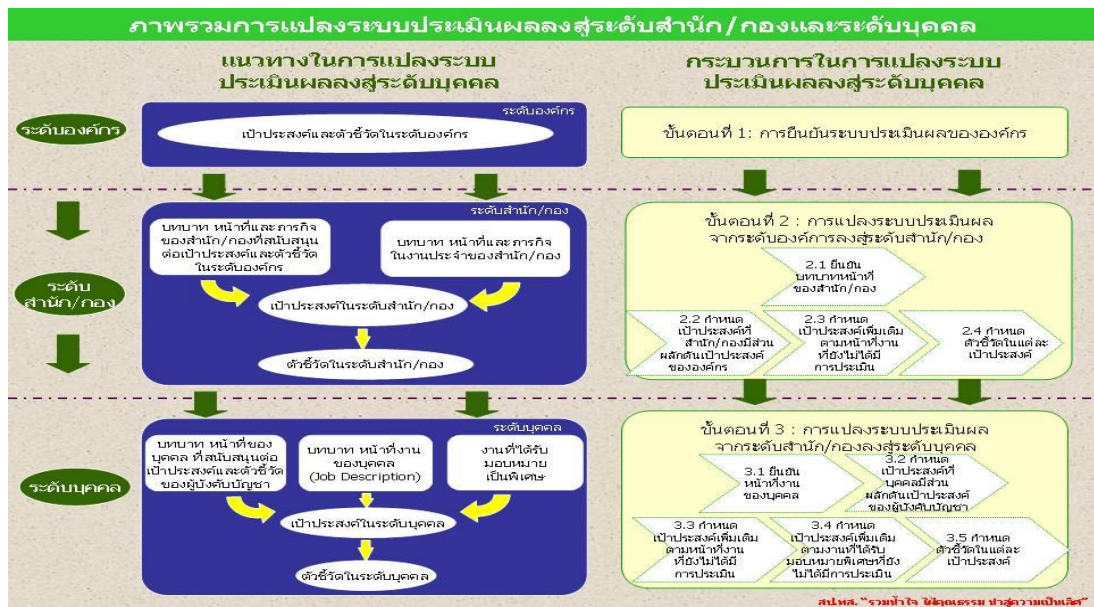 ภาพรวมการแปลงระบบประเมินผลลงสู่ระดับสำนัก/กองและระดับบุคคล
แนวทางในการแปลงระบบ
ประเมินผลลงสู่ระดับบุคคล
กระบวนการในการแปลงระบบ
ประเมินผลลงสู่ระดับบุคคล
ระดับองค์กร
ระดับองค์กร
เป้าประสงค์และตัวชี้วัดในระดับองค์กร
ขั้นตอนที่ 1: การยืนยันระบบประเมินผลขององค์กร
ระดับ
สำนัก/กอง
ระดับสำนัก/กอง
บทบาท หน้าที่และภารกิจ
ของสำนัก/กองที่สนับสนุน
ต่อเป้าประสงค์และตัวชี้วัด
ในระดับองค์กร
บทบาท หน้าที่และภารกิจ
ในงานประจำของสำนัก/กอง
เป้าประสงค์ในระดับสำนัก/กอง
ตัวชี้วัดในระดับสำนัก/กอง
ขั้นตอนที่ 2 : การแปลงระบบประเมินผล
จากระดับองค์การลงสู่ระดับสำนัก/กอง
2.1 ยืนยัน
บทบาทหน้าที่
ของสำนัก/กอง
2.2 กำหนด
เป้าประสงค์ที่
สำนัก/กองมีส่วน
ผลักดันเป้าประสงค์
ขององค์กร
2.3 กำหนด
เป้าประสงค์เพิ่มเติม
ตามหน้าที่งาน
ที่ยังไม่ได้มี
การประเมิน
2.4 กำหนด
ตัวชี้วัดในแต่ละ
เป้าประสงค์
ระดับบุคคล
ระดับบุคคล
บทบาท หน้าที่ของ
บุคคล ที่สนับสนุนต่อ
เป้าประสงค์และตัวชี้วัด
ของผู้บังคับบัญชา
บทบาท หน้าที่งาน
ของบุคคล
(Job Description)
งานที่ได้รับ
มอบหมาย
เป็นพิเศษ
เป้าประสงค์ในระดับบุคคล
ตัวชี้วัดในระดับบุคคล
ขั้นตอนที่ 3 : การแปลงระบบประเมินผล
จากระดับสำนัก/กองลงสู่ระดับบุคคล
3.1 ยืนยัน
หน้าที่งาน
ของบุคคล
3.2 กำหนด
เป้าประสงค์ที่
บุคคลมีส่วน
ผลักดันเป้าประสงค์
ของผู้บังคับบัญชา
3.3 กำหนด
เป้าประสงค์เพิ่มเติม
ตามหน้าที่งาน
ที่ยังไม่ได้มี
การประเมิน
3.4 กำหนด
เป้าประสงค์เพิ่มเติม
ตามงานที่ได้รับ
มอบหมายพิเศษที่ยัง
ไม่ได้มีการประเมิน
3.5 กำหนด
ตัวชี้วัดในแต่ละ
เป้าประสงค์
"รวมน้ำใจ ใฝ่คุณธรรม นำสู่ความเป็นเลิศ"